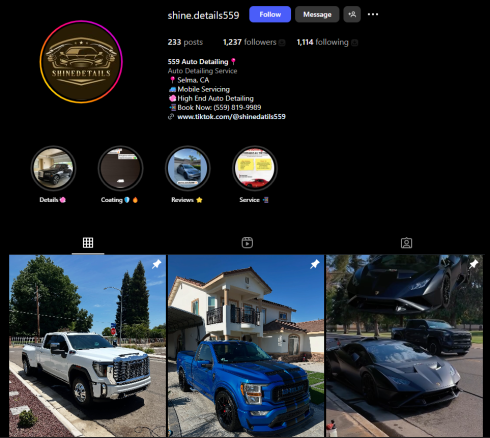 shine.details559
Follow
Message
233 posts
1,237 followers
1,114 following
SHINEDETAILS
559 Auto Detailing📍
Auto Detailing Service
📍Selma, CA
🚙Mobile Servicing
🧼High End Auto Detailing
📲Book Now: (559) 819-9989
www.tiktok.com/@shinedatils559
Details🧼
Coating
Reviews ⭐
Service 📲